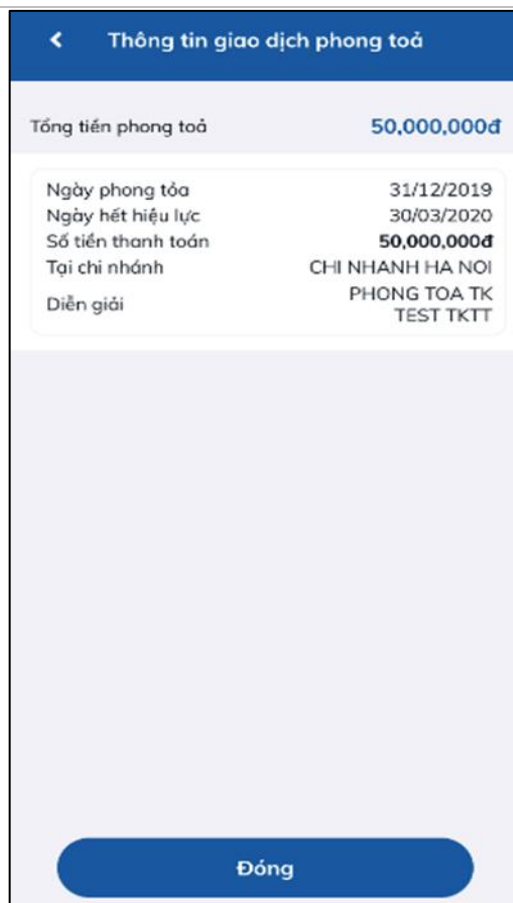 Thông tin giao dịch phong toả
Tổng tiền phong toả 50,000,000đ
Ngày phong tỏa 31/12/2019
Ngày hết hiệu lực 30/03/2020
Số tiền thanh toán 50,000,000đ
Tại chi nhánh CHI NHANH HA NOI
Diễn giải PHONG TOA TK
TEST TKTT
Đóng